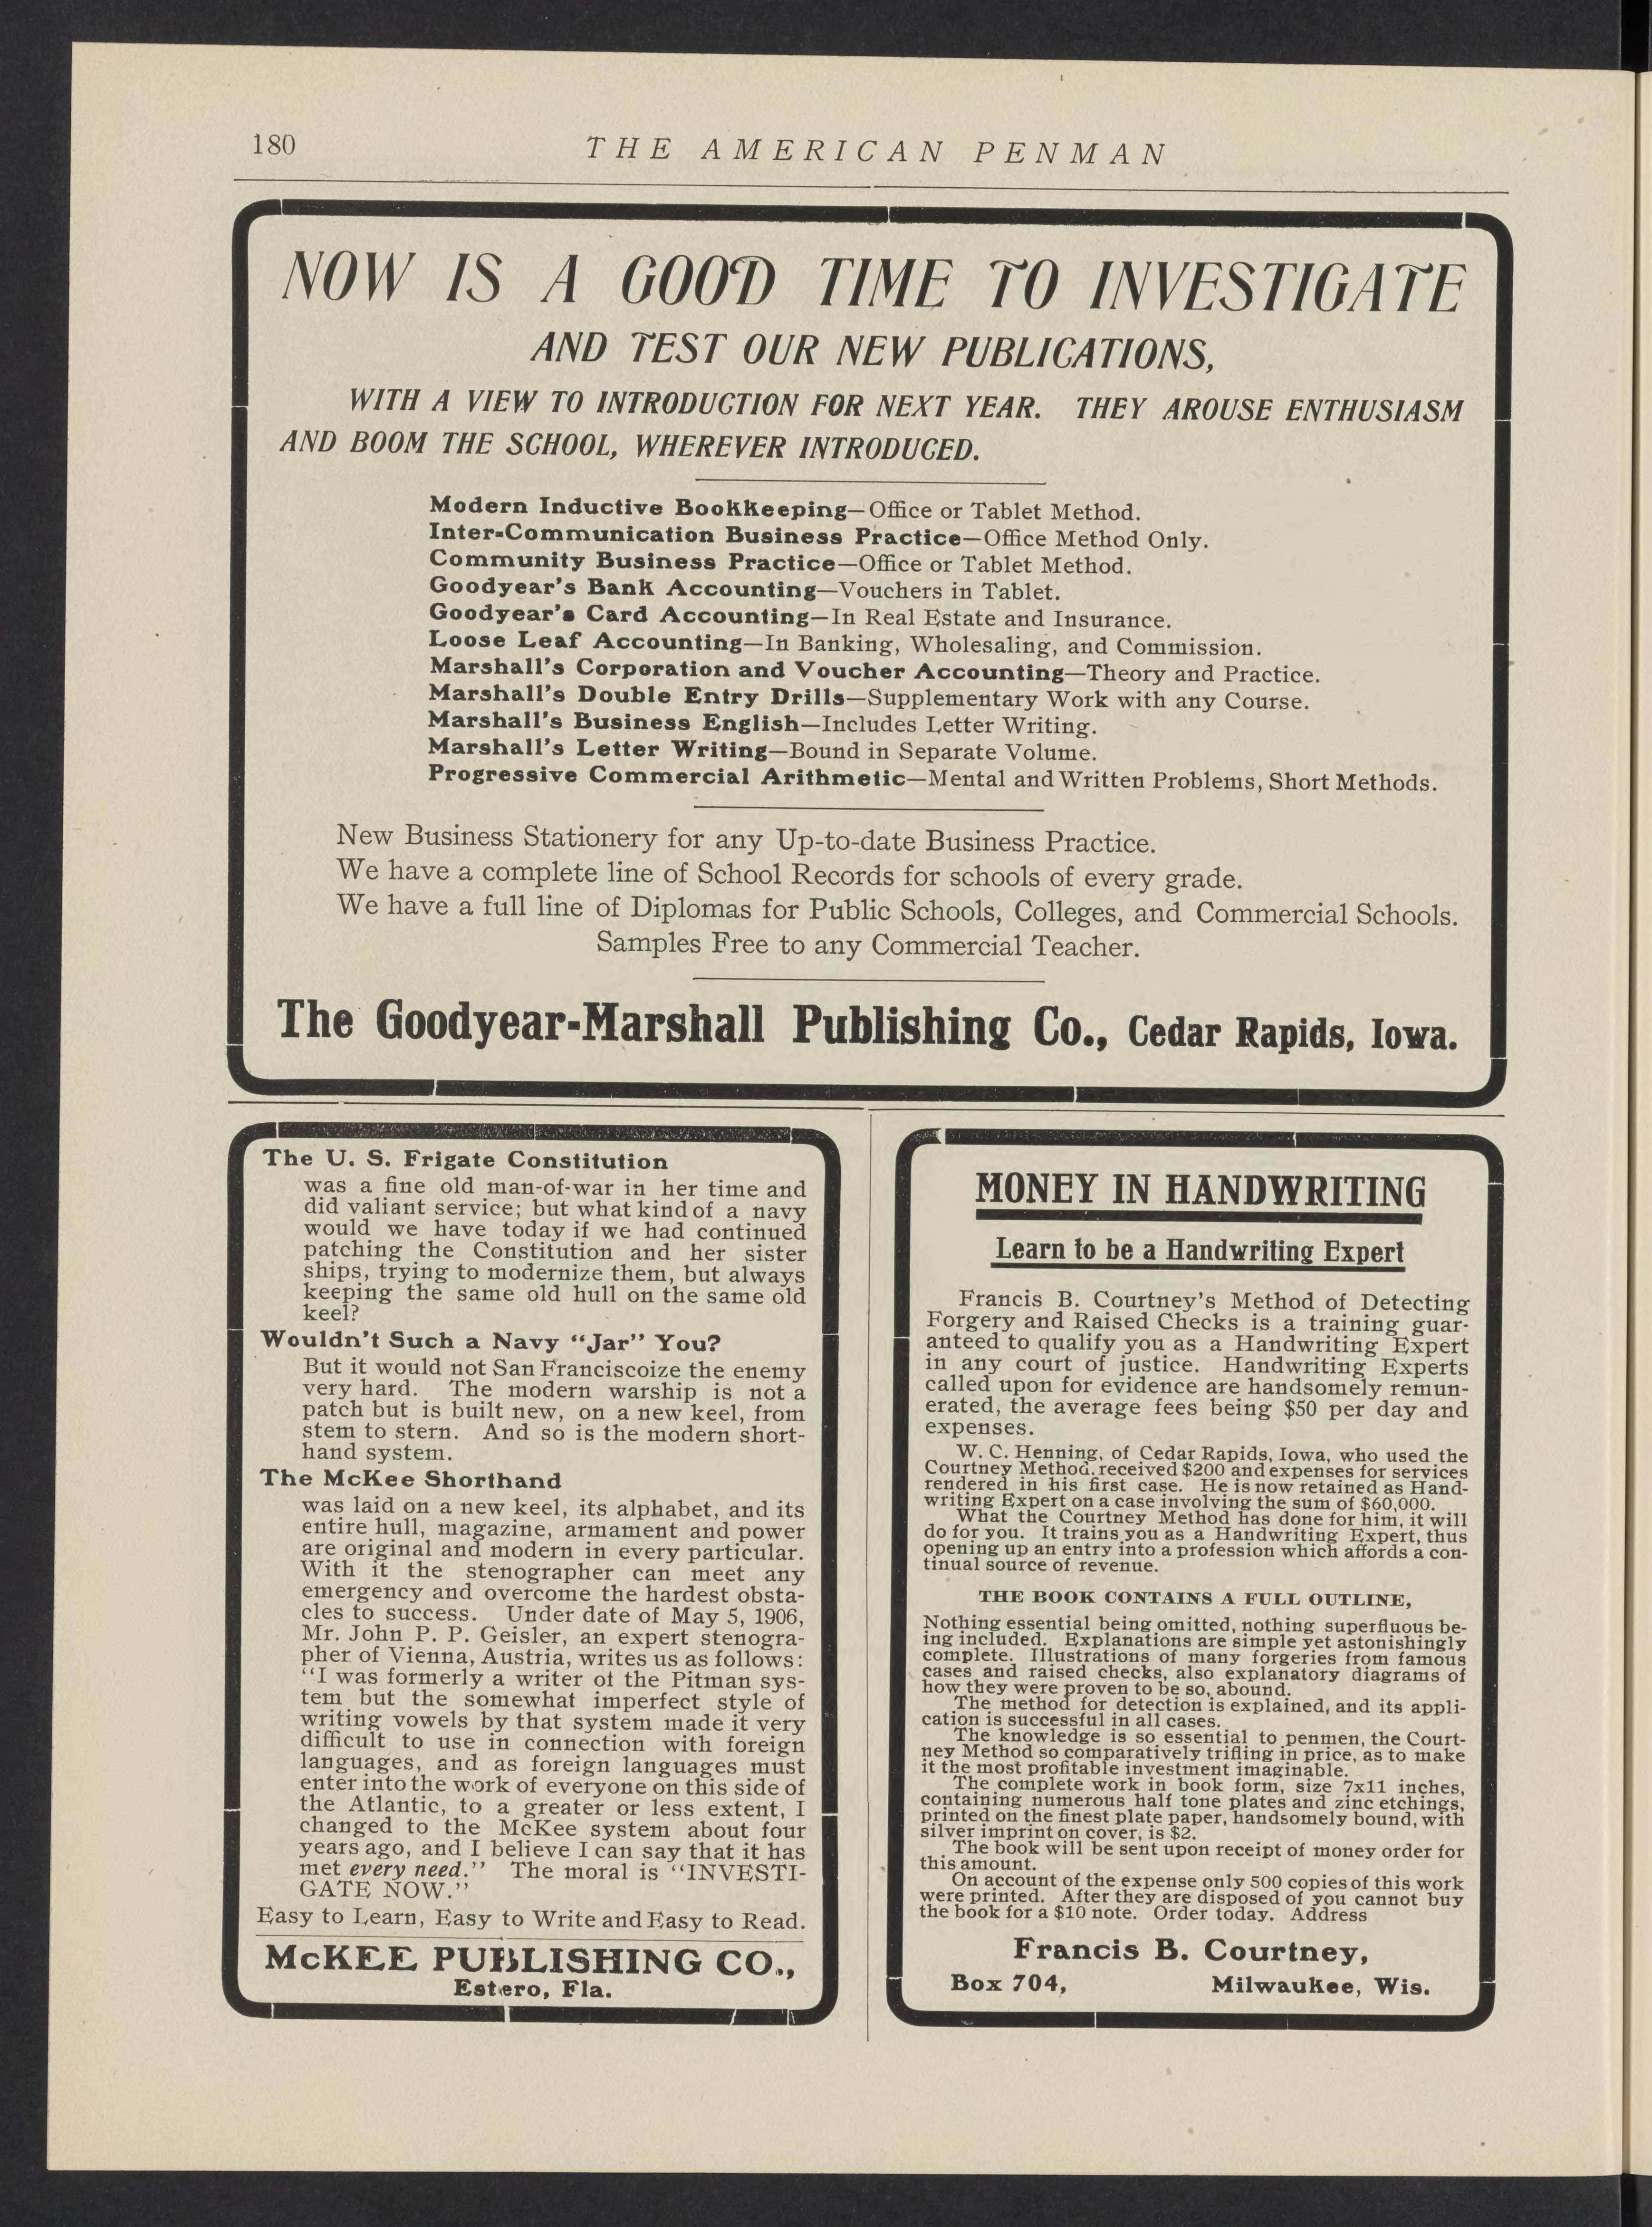 180
THE AMERICAN PENMAN
NOW IS A GOOD TIME TO INVESTIGATE
AND TEST OUR NEW PUBLICATIONS,
WITH A VIEW TO INTRODUCTION FOR NEXT YEAR. THEY AROUSE ENTHUSIASM
AND BOOM THE SCHOOL, WHEREVER INTRODUCED.
Modern Inductive Bookkeeping—Office or Tablet Method.
Inter-Communication Business Practice—Office Method Only.
Community Business Practice—Office or Tablet Method.
Goodyear's Bank Accounting—Vouchers in Tablet.
Goodyear's Card Accounting—In Real Estate and Insurance.
Loose Leaf Accounting—In Banking, Wholesaling, and Commission.
Marshall's Corporation and Voucher Accounting—Theory and Practice.
Marshall's Double Entry Drills—Supplementary Work with any Course.
Marshall's Business English—Includes Letter Writing.
Marshall's Letter Writing—Bound in Separate Volume.
Progressive Commercial Arithmetic—Mental and Written Problems, Short Methods.
New Business Stationery for any Up-to-date Business Practice.
We have a complete line of School Records for schools of every grade.
We have a full line of Diplomas for Public Schools, Colleges, and Commercial Schools.
Samples Free to any Commercial Teacher.
The Goodyear-Marshall Publishing Co., Cedar Rapids, Iowa.
The U. S. Frigate Constitution
was a fine old man-of-war in her time and
did valiant service; but what kind of a navy
would we have today if we had continued
patching the Constitution and her sister
ships, trying to modernize them, but always
keeping the same old hull on the same old
keel?
Wouldn't Such a Navy "Jar" You?
But it would not San Franciscoize the enemy
very hard. The modern warship is not a
patch but is built new, on a new keel, from
stem to stern. And so is the modern short-
hand system.
The McKee Shorthand
was laid on a new keel, its alphabet, and its
entire hull, magazine, armament and power
are original and modern in every particular.
With it the stenographer can meet any
emergency and overcome the hardest obsta-
cles to success. Under date of May 5, 1906,
Mr. John P. P. Geisler, an expert stenogra-
pher of Vienna, Austria, writes us as follows:
"I was formerly a writer of the Pitman sys-
tem but the somewhat imperfect style of
writing vowels by that system made it very
difficult to use in connection with foreign
languages, and as foreign languages must
enter into the work of everyone on this side of
the Atlantic, to a greater or less extent, I
changed to the McKee system about four
years ago, and I believe I can say that it has
met every need." The moral is "INVESTI-
GATE NOW."
Easy to Learn, Easy to Write and Easy to Read.
McKEE PUBLISHING CO.,
Estero, Fla.
MONEY IN HANDWRITING
Learn to be a Handwriting Expert
Francis B. Courtney's Method of Detecting
Forgery and Raised Checks is a training guar-
anteed to qualify you as a Handwriting Expert
in any court of justice. Handwriting Experts
called upon for evidence are handsomely remun-
erated, the average fees being $50 per day and
expenses.
W. C. Henning, of Cedar Rapids, Iowa, who used the
Courtney Method, received $200 and expenses for services
rendered in his first case. He is now retained as Hand-
writing Expert on a case involving the sum of $60,000.
What the Courtney Method has done for him, it will
do for you. It trains you as a Handwriting Expert, thus
opening up an entry into a profession which affords a con-
tinual source of revenue.
THE BOOK CONTAINS A FULL OUTLINE,
Nothing essential being omitted, nothing superfluous be-
ing included. Explanations are simple yet astonishingly
complete. Illustrations of many forgeries from famous
cases and raised checks, also explanatory diagrams of
how they were proven to be so, abound.
The method for detection is explained, and its appli-
cation is successful in all cases.
The knowledge is so essential to penmen, the Court-
ney Method so comparatively trifling in price, as to make
it the most profitable investment imaginable.
The complete work in book form, size 7x11 inches,
containing numerous half tone plates and zinc etchings,
printed on the finest plate paper, handsomely bound, with
silver imprint on cover, is $2.
The book will be sent upon receipt of money order for
this amount.
On account of the expense only 500 copies of this work
were printed. After they are disposed of you cannot buy
the book for a $10 note. Order today. Address
Francis B. Courtney,
Box 704, Milwaukee, Wis.